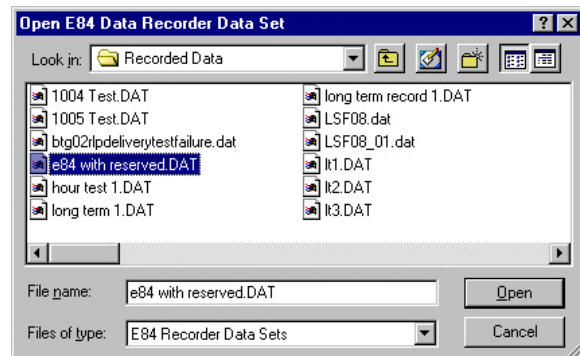 Open E84 Data Recorder Data Set
Look in: Recorded Data
1004 Test.DAT
1005 Test.DAT
btg02rlpdeliverytestfailure.dat
e84 with reserved.DAT
hour test 1.DAT
long term 1.DAT
long term record 1.DAT
LSF08.dat
LSF08_01.dat
lt1.DAT
lt2.DAT
lt3.DAT
File name: e84 with reserved.DAT Open
Files of type: E84 Recorder Data Sets Cancel